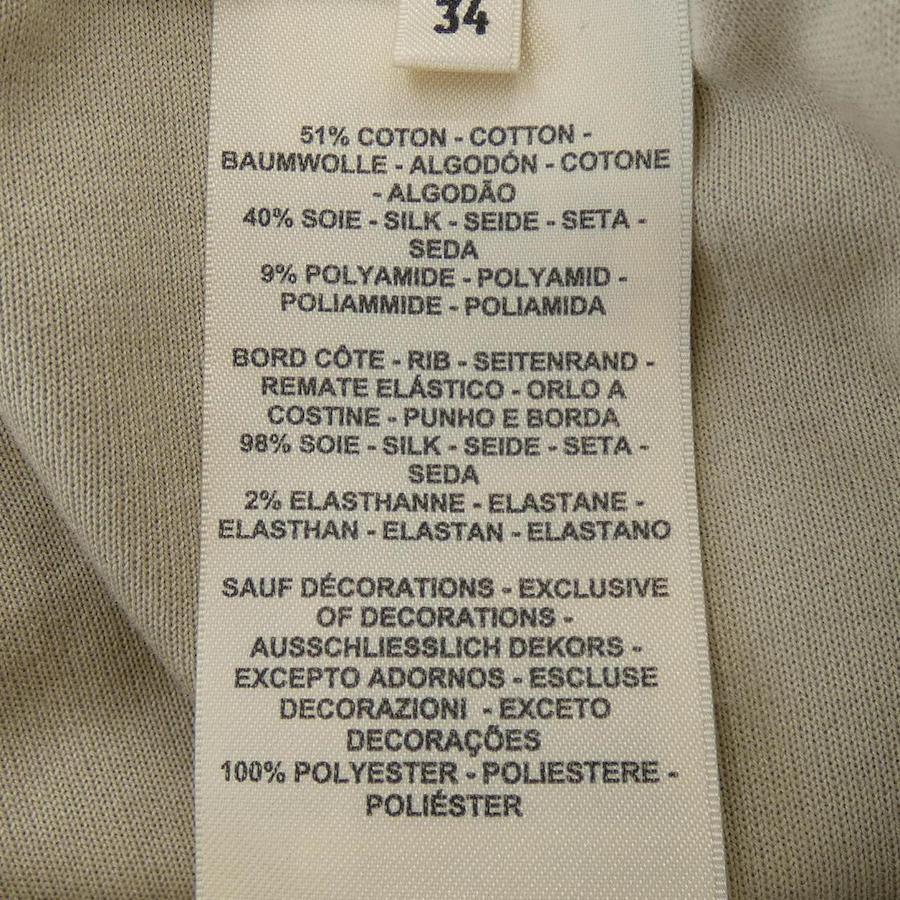 34
51% COTON - COTTON -
BAUMWOLLE - ALGODÓN - COTONE
- ALGODÃO
40% SOIE - SILK - SEIDE - SETA -
SEDA
9% POLYAMIDE - POLYAMID -
POLIAMMIDE - POLIAMIDA
BORD CÔTE - RIB - SEITENRAND -
REMATE ELÁSTICO - ORLO A
COSTINE - PUNHO E BORDA
98% SOIE - SILK - SEIDE - SETA -
SEDA
2% ELASTHANNE - ELASTANE -
ELASTHAN - ELASTAN - ELASTANO
SAUF DÉCORATIONS - EXCLUSIVE
OF DECORATIONS -
AUSSCHLIESSLICH DEKORS -
EXCEPTO ADORNOS - ESCLUSE
DECORAZIONI - EXCETO
DECORAÇÕES
100% POLYESTER - POLIESTERE -
POLIÉSTER